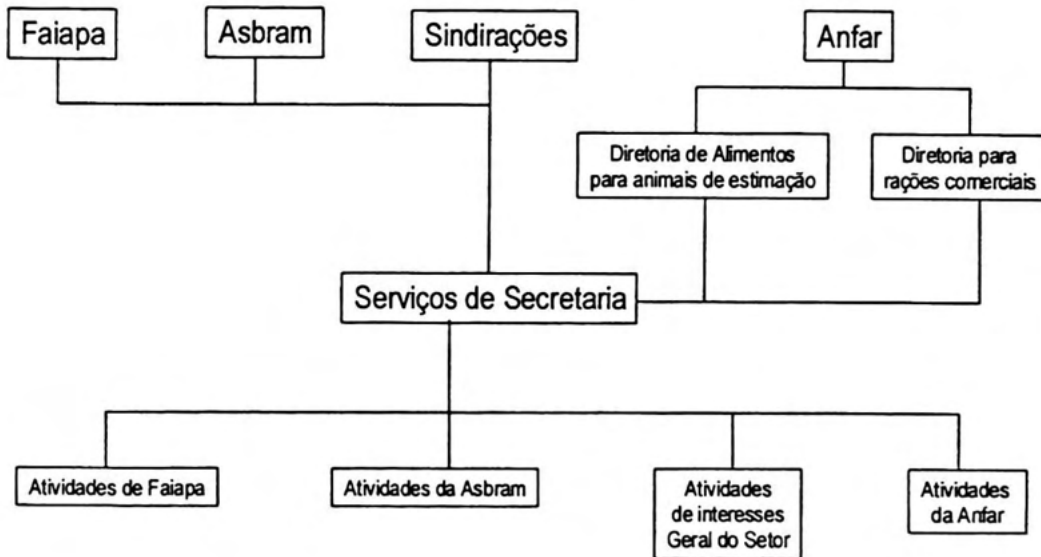 Faiapa
Asbram
Sindirações
Anfar
Diretoria de Alimentos
para animais de estimação
Diretoria para
rações comerciais
Serviços de Secretaria
Atividades de Faiapa
Atividades da Asbram
Atividades
de interesses
Geral do Setor
Atividades
da Anfar